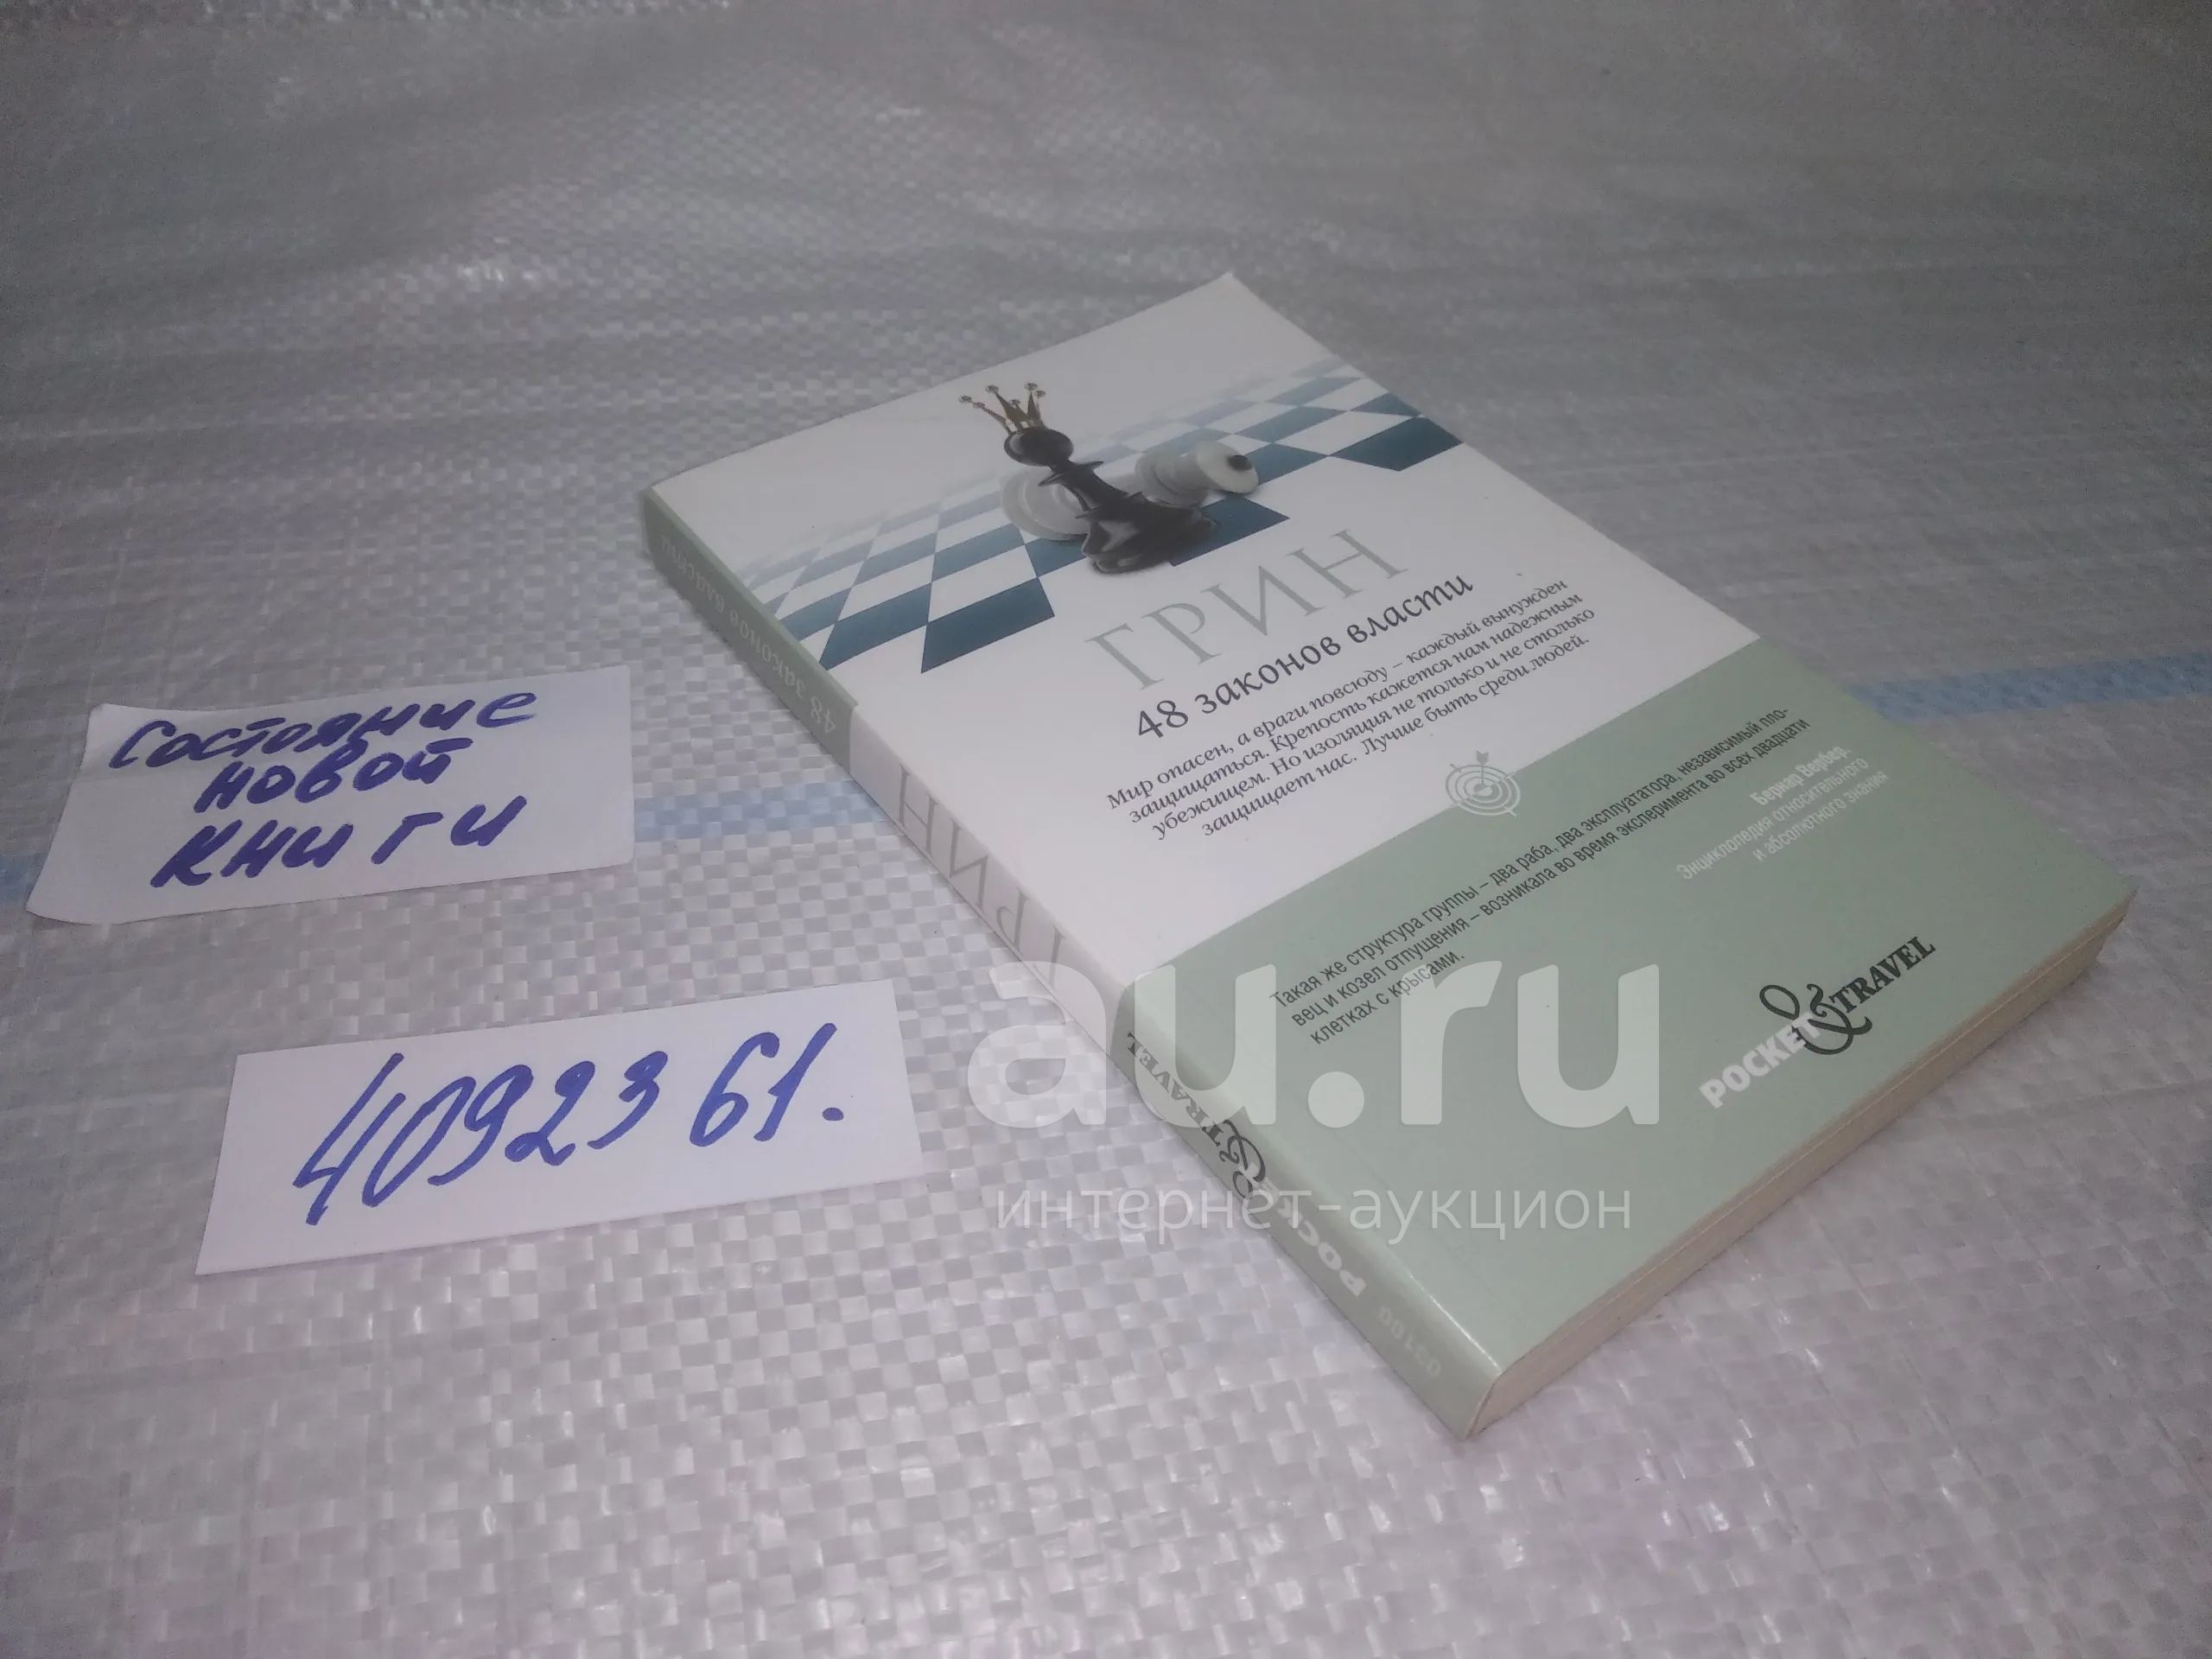 Состояние
новой
книги
4092361.
48 законов власти
ГРИН
POCKET&TRAVEL
03100
ГРИН
48 законов власти
Мир опасен, а враги повсюду – каждый вынужден
защищаться. Крепость кажется нам надежным
убежищем. Но изоляция не только и не столько
защищает нас. Лучше быть среди людей.
Такая же структура группы – два раба, два эксплуататора, независимый пло-
вец и козел отпущения – возникала во время эксперимента во всех двадцати
клетках с крысами.
Бернар Вербер.
Энциклопедия относительного
и абсолютного знания
POCKET&TRAVEL
au.ru
интернет-аукцион